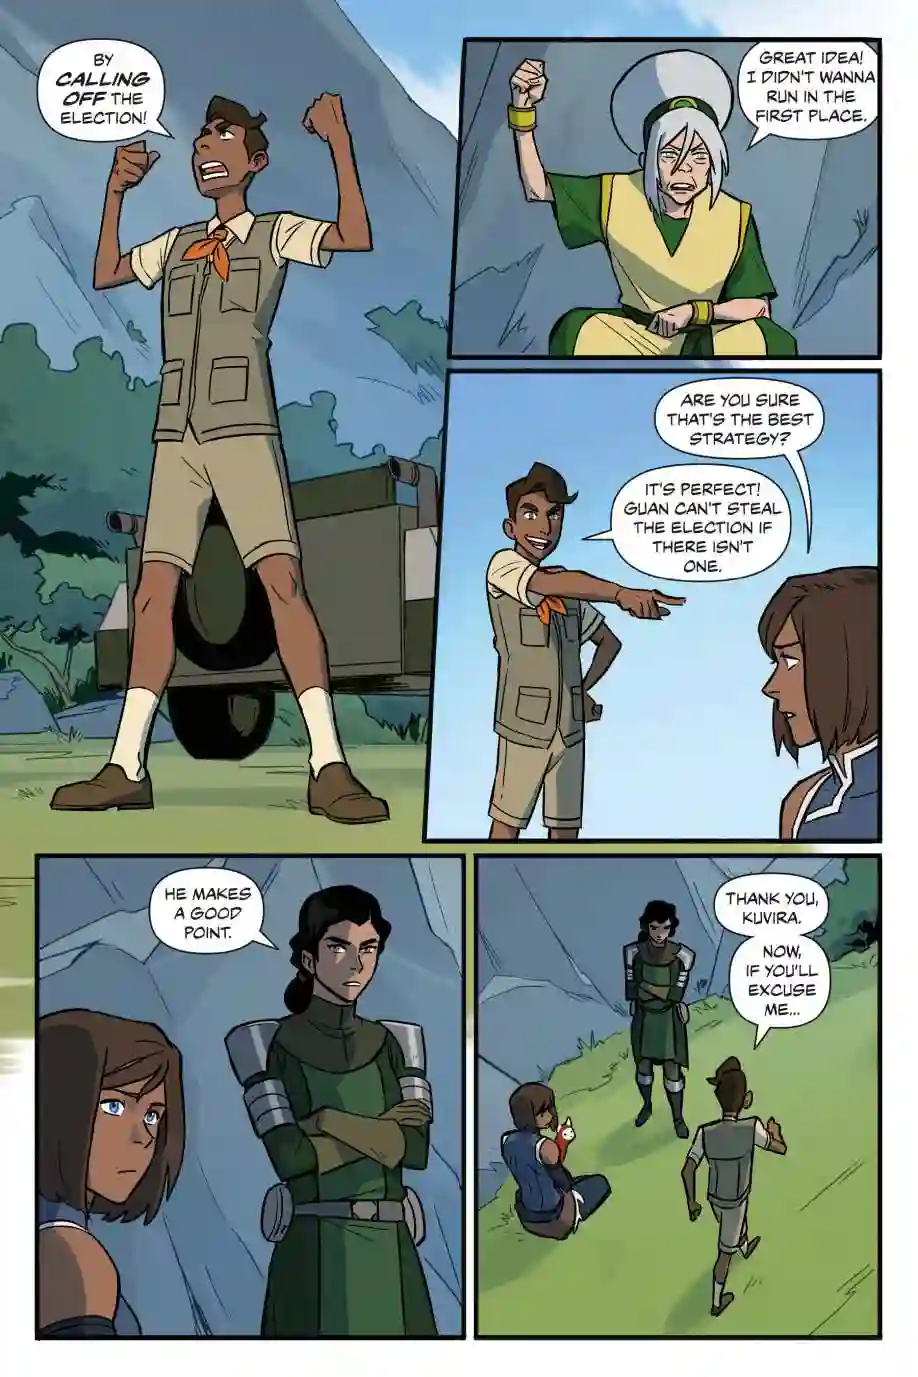 BY
CALLING
OFF THE
ELECTION!
GREAT IDEA!
I DIDN'T WANNA
RUN IN THE
FIRST PLACE.
ARE YOU SURE
THAT'S THE BEST
STRATEGY?
IT'S PERFECT!
GUAN CAN'T STEAL
THE ELECTION IF
THERE ISN'T
ONE.
HE MAKES
A GOOD
POINT.
THANK YOU,
KUVIRA.
NOW,
IF YOU'LL
EXCUSE
ME...